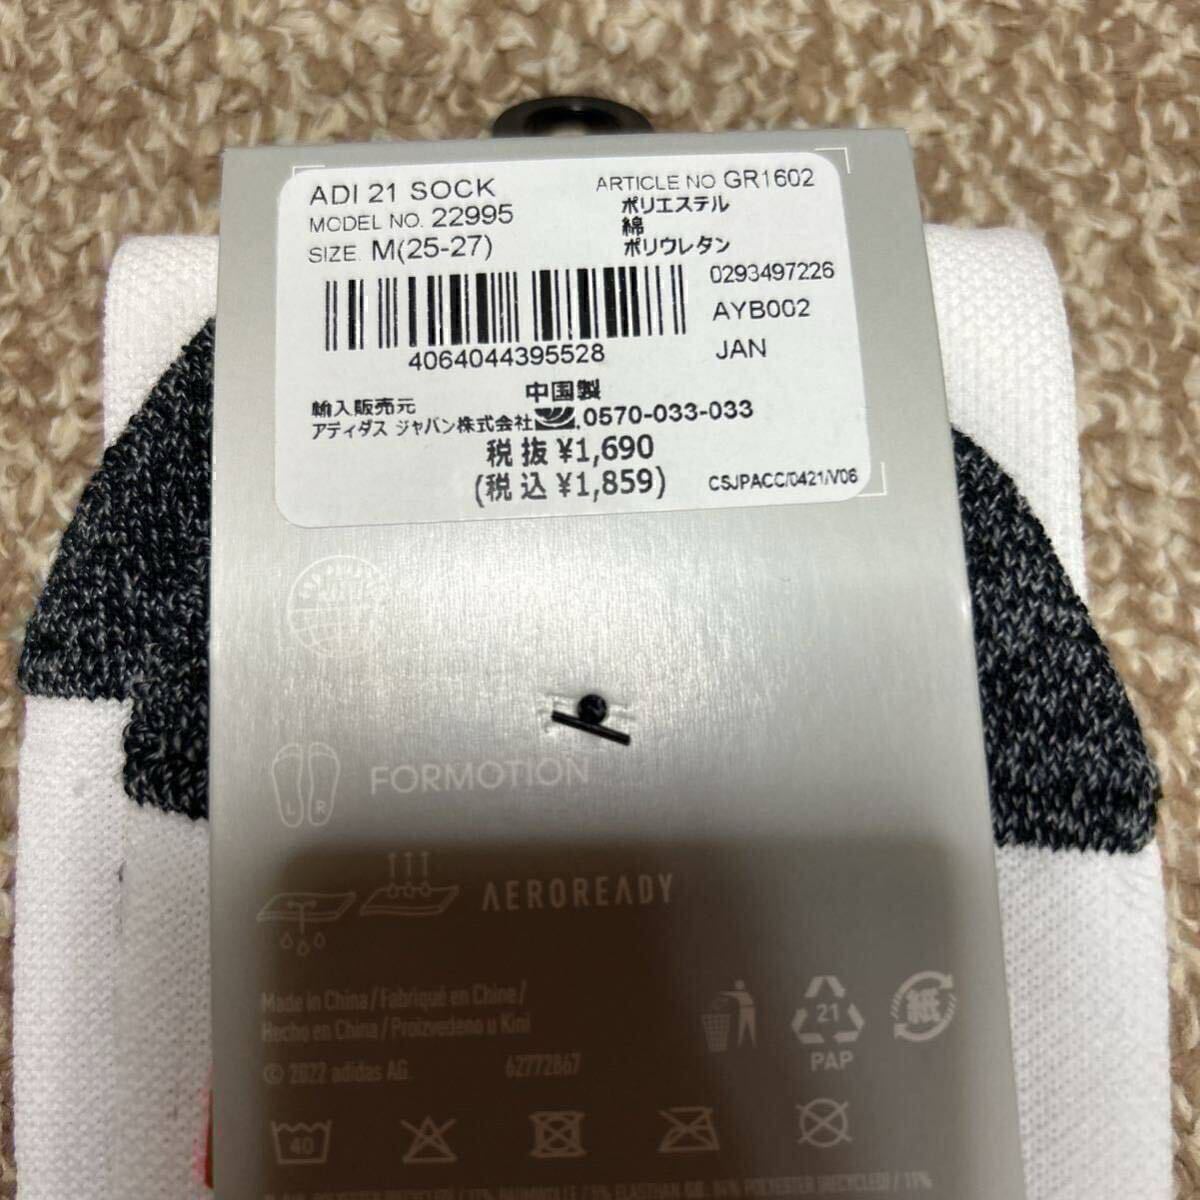 ADI 21 SOCK
ARTICLE NO GR1602
MODEL NO. 22995
ポリエステル
綿
SIZE. M(25-27)
ポリウレタン
0293497226
AYB002
4064044395528
JAN
中国製
輸入販売元
アディダス ジャパン株式会社 0570-033-033
税 抜 ¥1,690
(税 込 ¥1,859)
CSJPACC/0421/V06
FORMOTION
L R
AEROREADY
Made in China / Fabriqué en Chine /
Hecho en China / Proizvedeno u Kini
© 2022 adidas AG.
62772867
21
PAP
紙
40